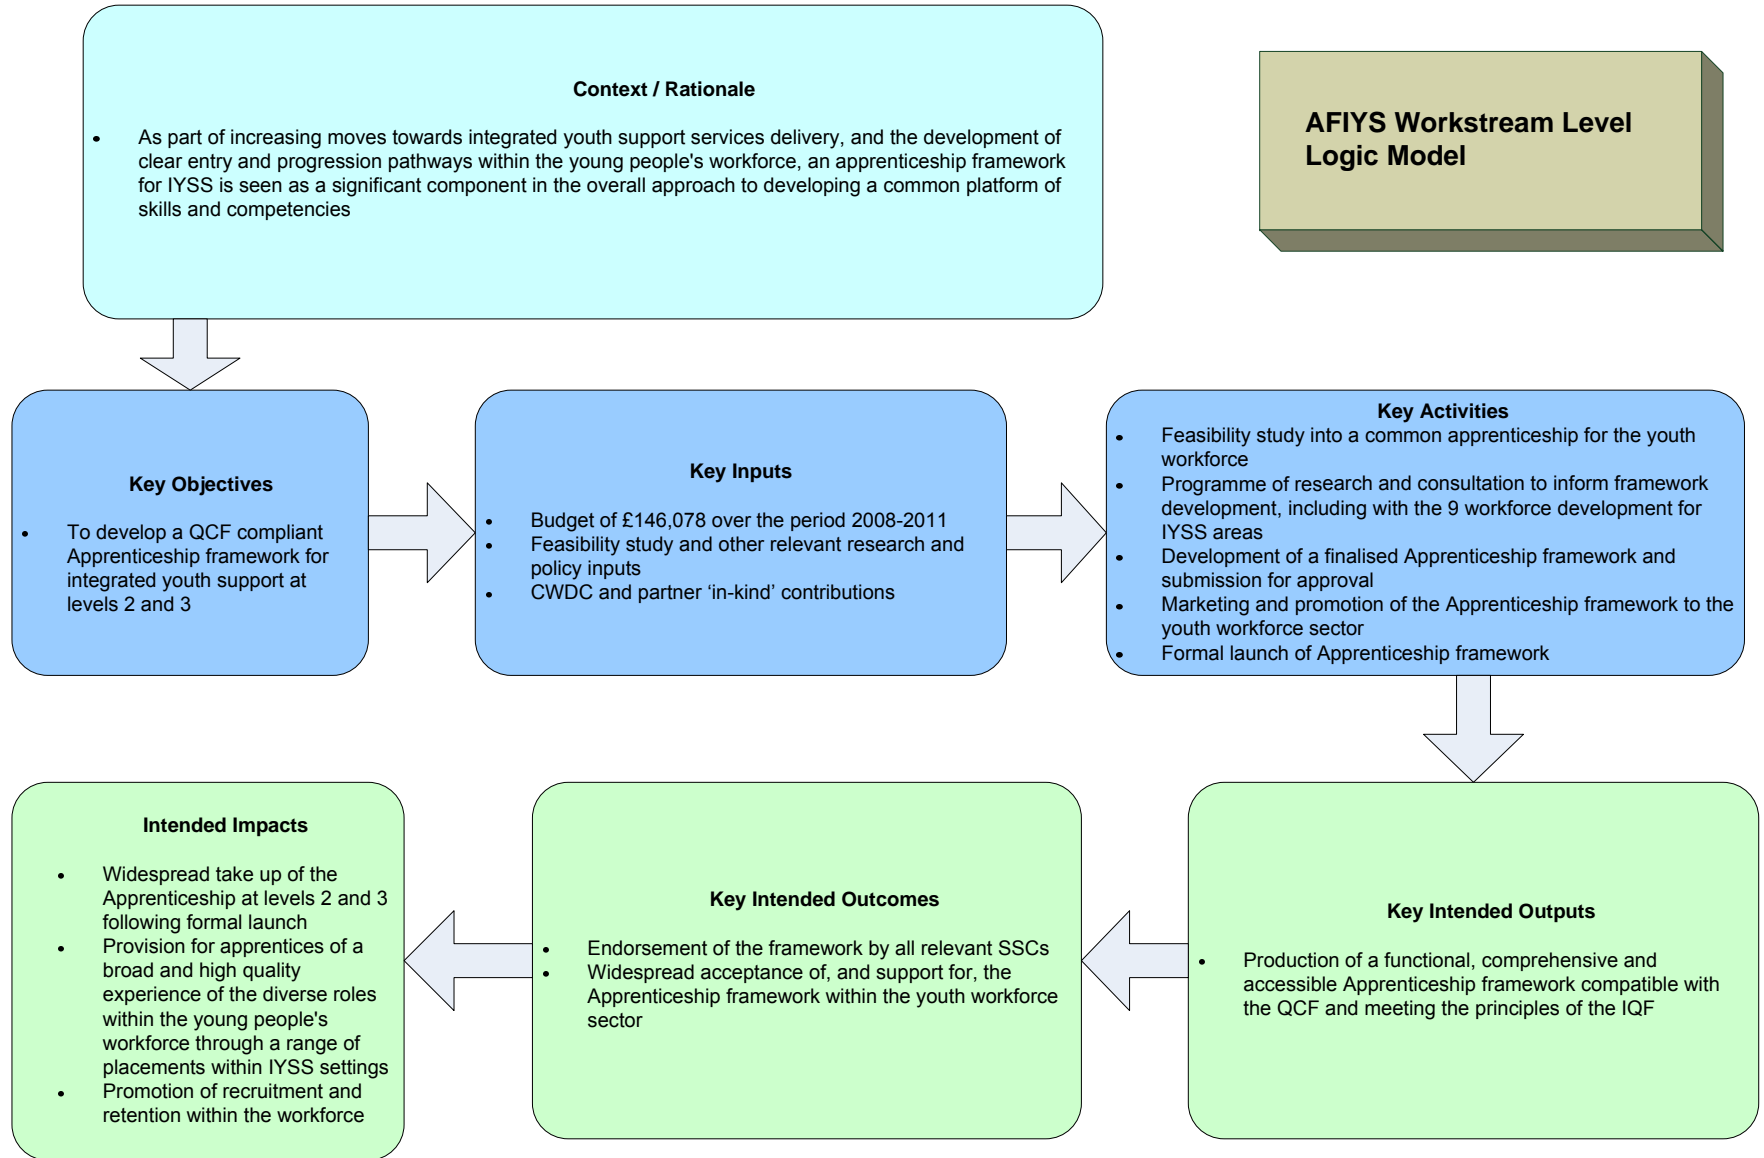 Context / Rationale
• As part of increasing moves towards integrated youth support services delivery, and the development of
clear entry and progression pathways within the young people's workforce, an apprenticeship framework
for IYSS is seen as a significant component in the overall approach to developing a common platform of
skills and competencies
AFIYS Workstream Level
Logic Model
Key Objectives
• To develop a QCF compliant
Apprenticeship framework for
integrated youth support at
levels 2 and 3
Key Inputs
• Budget of £146,078 over the period 2008-2011
• Feasibility study and other relevant research and
policy inputs
• CWDC and partner ‘in-kind’ contributions
Key Activities
• Feasibility study into a common apprenticeship for the youth
workforce
• Programme of research and consultation to inform framework
development, including with the 9 workforce development for
IYSS areas
• Development of a finalised Apprenticeship framework and
submission for approval
• Marketing and promotion of the Apprenticeship framework to the
youth workforce sector
• Formal launch of Apprenticeship framework
Intended Impacts
• Widespread take up of the
Apprenticeship at levels 2 and 3
following formal launch
• Provision for apprentices of a
broad and high quality
experience of the diverse roles
within the young people's
workforce through a range of
placements within IYSS settings
• Promotion of recruitment and
retention within the workforce
Key Intended Outcomes
• Endorsement of the framework by all relevant SSCs
• Widespread acceptance of, and support for, the
Apprenticeship framework within the youth workforce
sector
Key Intended Outputs
• Production of a functional, comprehensive and
accessible Apprenticeship framework compatible with
the QCF and meeting the principles of the IQF